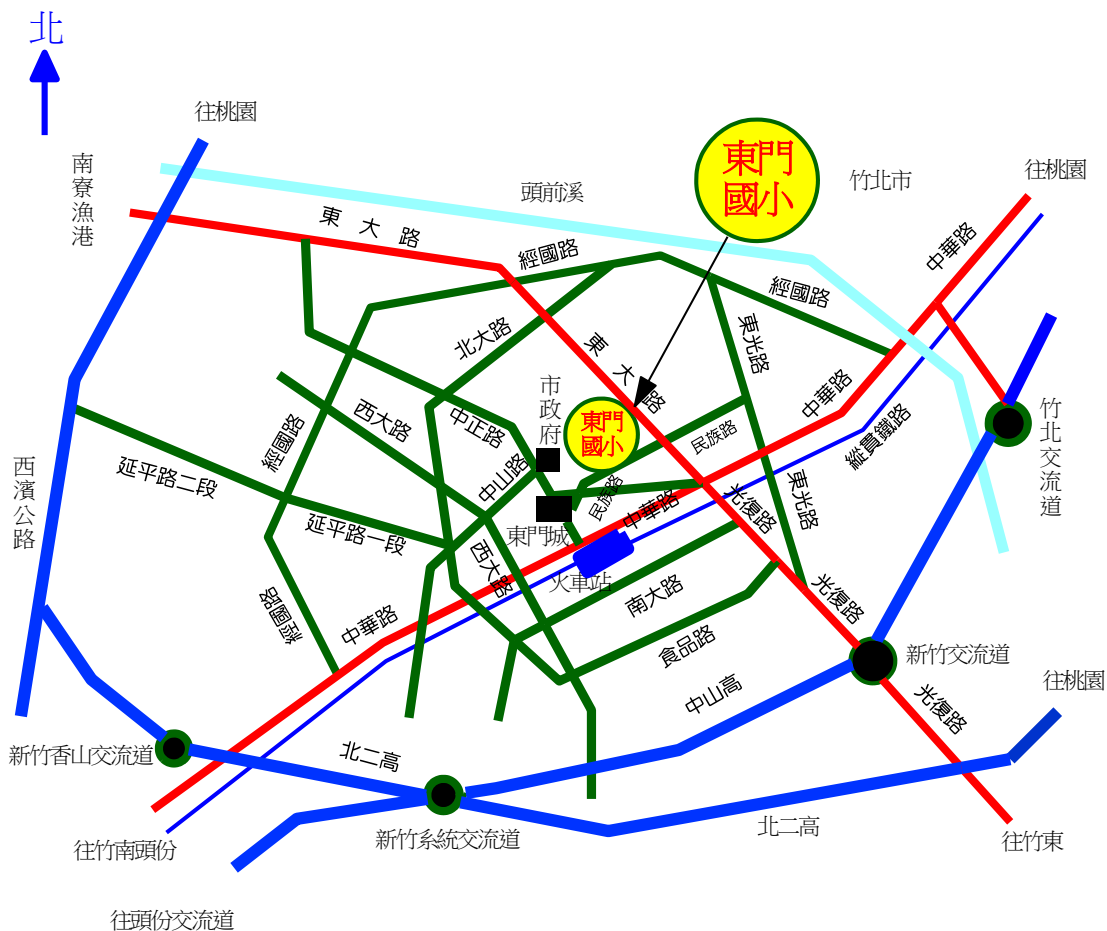 北
往桃園
南寮漁港
東門
國小
竹北市
往桃園
頭前溪
東大路
經國路
中華路
經國路
北大路
東光路
東大路
市政府
西大路
中正路
東門
國小
中華路
民族路
縱貫鐵路
竹北交流道
經國路
西濱公路
延平路二段
中山路
民族路
東光路
中華路
光復路
延平路一段
東門城
西大路
火車站
南大路
光復路
經國路
中華路
食品路
新竹交流道
中山高
往桃園
光復路
新竹香山交流道
北二高
新竹系統交流道
北二高
往竹南頭份
往竹東
往頭份交流道